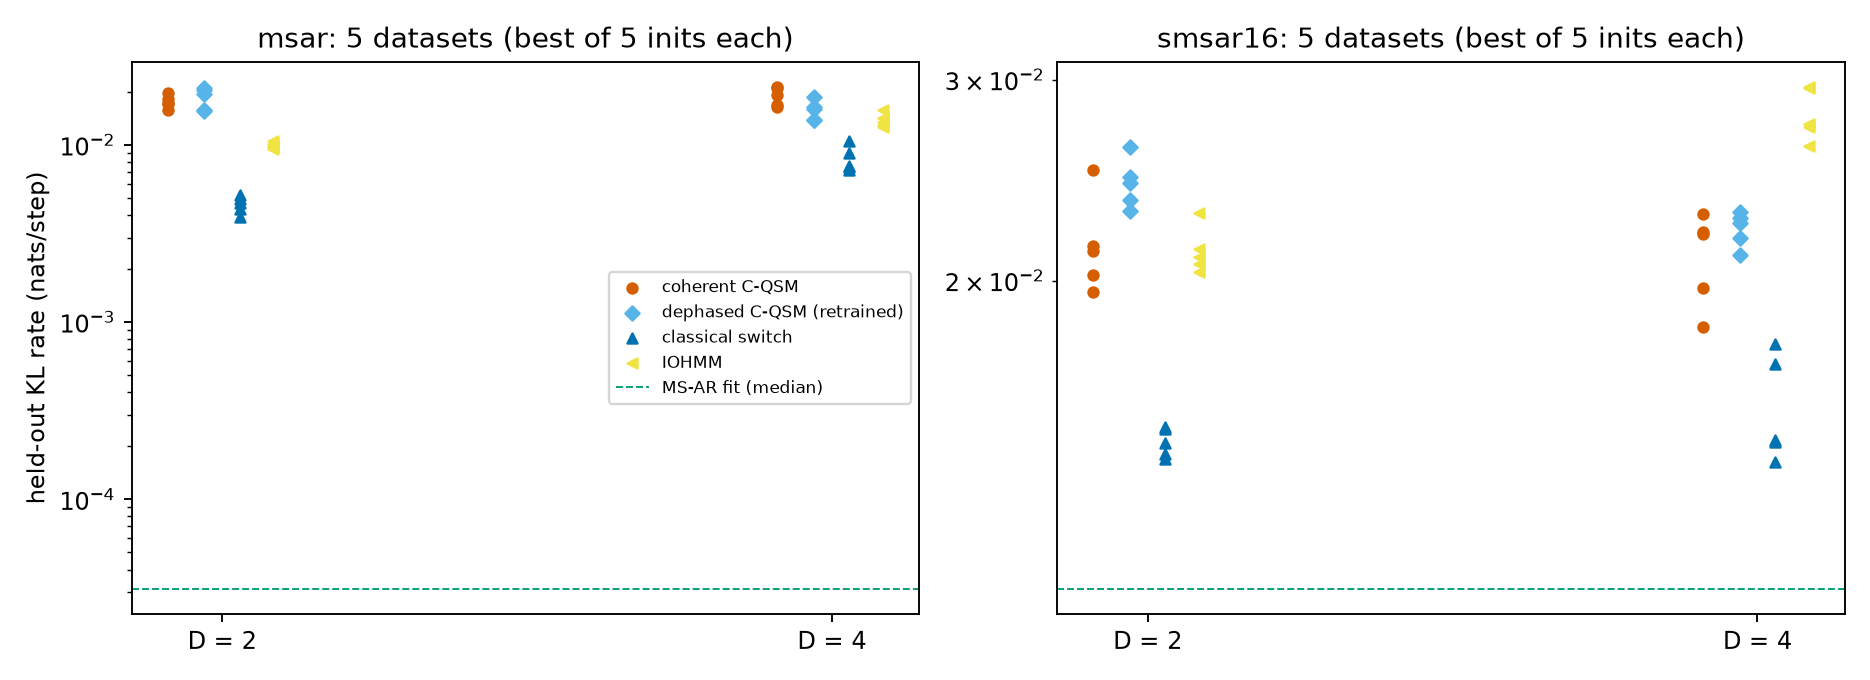 msar: 5 datasets (best of 5 inits each)
held-out KL rate (nats/step)
10⁻²
10⁻³
10⁻⁴
coherent C-QSM
dephased C-QSM (retrained)
classical switch
IOHMM
MS-AR fit (median)
D = 2
D = 4
smsar16: 5 datasets (best of 5 inits each)
3 × 10⁻²
2 × 10⁻²
D = 2
D = 4